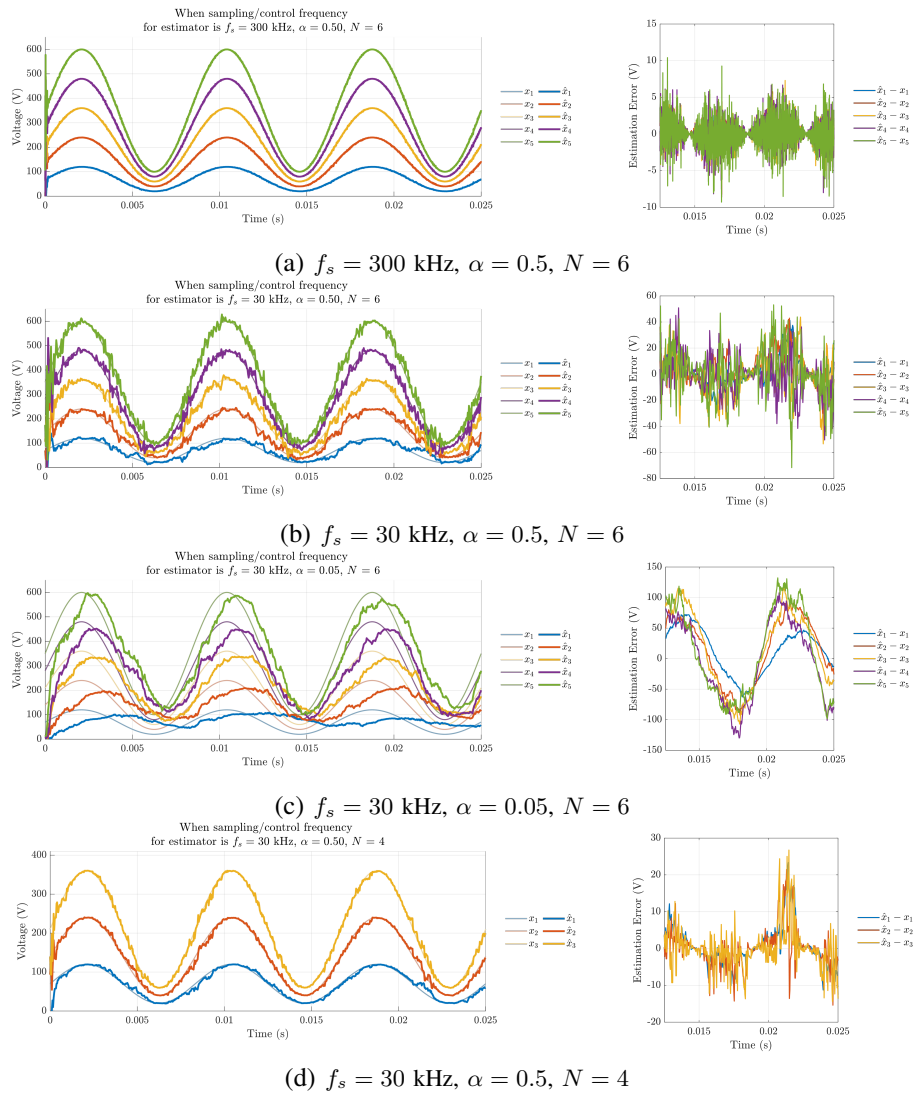 When sampling/control frequency
for estimator is fₛ = 300 kHz, α = 0.50, N = 6
Voltage (V)
600
500
400
300
200
100
0
0
0.005
0.01
0.015
0.02
0.025
Time (s)
x₁ x̂₁
x₂ x̂₂
x₃ x̂₃
x₄ x̂₄
x₅ x̂₅
Estimation Error (V)
15
10
5
0
-5
-10
0.015
0.02
0.025
Time (s)
x̂₁ − x₁
x̂₂ − x₂
x̂₃ − x₃
x̂₄ − x₄
x̂₅ − x₅
(a) fₛ = 300 kHz, α = 0.5, N = 6
When sampling/control frequency
for estimator is fₛ = 30 kHz, α = 0.50, N = 6
Voltage (V)
600
500
400
300
200
100
0
0
0.005
0.01
0.015
0.02
0.025
Time (s)
x₁ x̂₁
x₂ x̂₂
x₃ x̂₃
x₄ x̂₄
x₅ x̂₅
Estimation Error (V)
60
40
20
0
-20
-40
-60
-80
0.015
0.02
0.025
Time (s)
x̂₁ − x₁
x̂₂ − x₂
x̂₃ − x₃
x̂₄ − x₄
x̂₅ − x₅
(b) fₛ = 30 kHz, α = 0.5, N = 6
When sampling/control frequency
for estimator is fₛ = 30 kHz, α = 0.05, N = 6
Voltage (V)
600
500
400
300
200
100
0
0
0.005
0.01
0.015
0.02
0.025
Time (s)
x₁ x̂₁
x₂ x̂₂
x₃ x̂₃
x₄ x̂₄
x₅ x̂₅
Estimation Error (V)
150
100
50
0
-50
-100
-150
0.015
0.02
0.025
Time (s)
x̂₁ − x₁
x̂₂ − x₂
x̂₃ − x₃
x̂₄ − x₄
x̂₅ − x₅
(c) fₛ = 30 kHz, α = 0.05, N = 6
When sampling/control frequency
for estimator is fₛ = 30 kHz, α = 0.50, N = 4
Voltage (V)
400
300
200
100
0
0
0.005
0.01
0.015
0.02
0.025
Time (s)
x₁ x̂₁
x₂ x̂₂
x₃ x̂₃
Estimation Error (V)
30
20
10
0
-10
-20
0.015
0.02
0.025
Time (s)
x̂₁ − x₁
x̂₂ − x₂
x̂₃ − x₃
(d) fₛ = 30 kHz, α = 0.5, N = 4